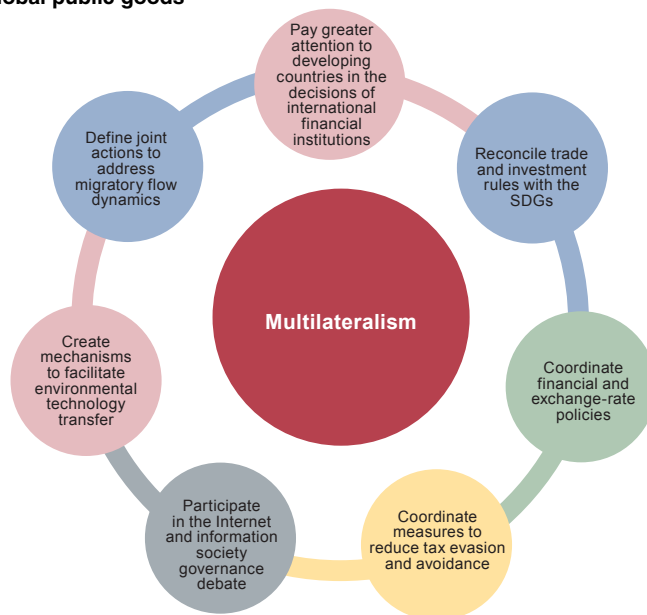 global public goods
Pay greater
attention to
developing
countries in the
decisions of
international
financial
institutions
Reconcile trade
and investment
rules with the
SDGs
Coordinate
financial and
exchange-rate
policies
Coordinate
measures to
reduce tax evasion
and avoidance
Participate
in the Internet
and information
society
governance
debate
Create
mechanisms
to facilitate
environmental
technology
transfer
Define joint
actions to
address
migratory flow
dynamics
Multilateralism